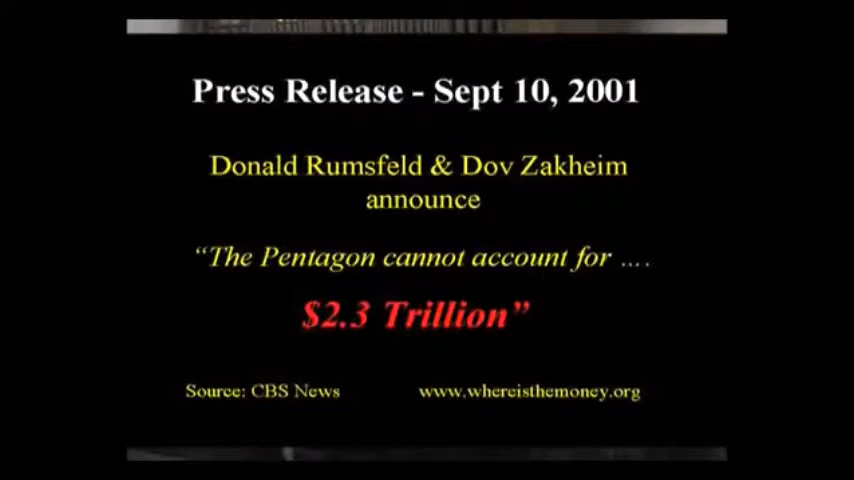 Press Release - Sept 10, 2001
Donald Rumsfeld & Dov Zakheim
announce
“The Pentagon cannot account for ….
$2.3 Trillion”
Source: CBS News www.whereisthemoney.org